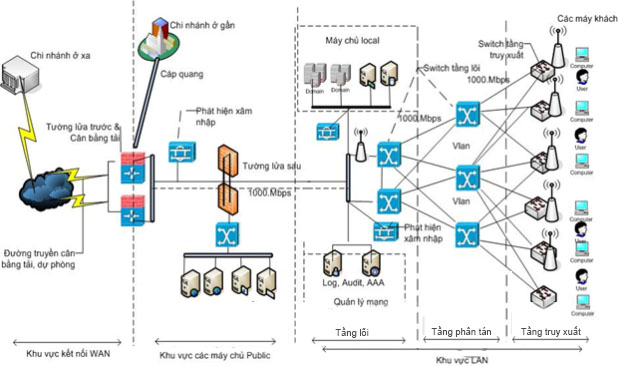 Chi nhánh ở xa
Chi nhánh ở gần
Cáp quang
Tường lửa trước &
Cân bằng tải
Phát hiện xâm
nhập
Tường lửa sau
1000.Mbps
Đường truyền cân
bằng tải, dự phòng
Máy chủ local
Domain
Domain
Switch tầng lõi
1000.Mbps
1000.Mbps
Vlan
Vlan
Phát hiện
xâm nhập
Log, Audit, AAA
Quản lý mạng
Các máy khách
Switch tầng
truy xuất
Computer
User
Computer
User
Computer
User
Computer
User
Computer
User
Computer
Tầng lõi
Tầng phân tán
Tầng truy xuất
Khu vực kết nối WAN
Khu vực các máy chủ Public
Khu vực LAN